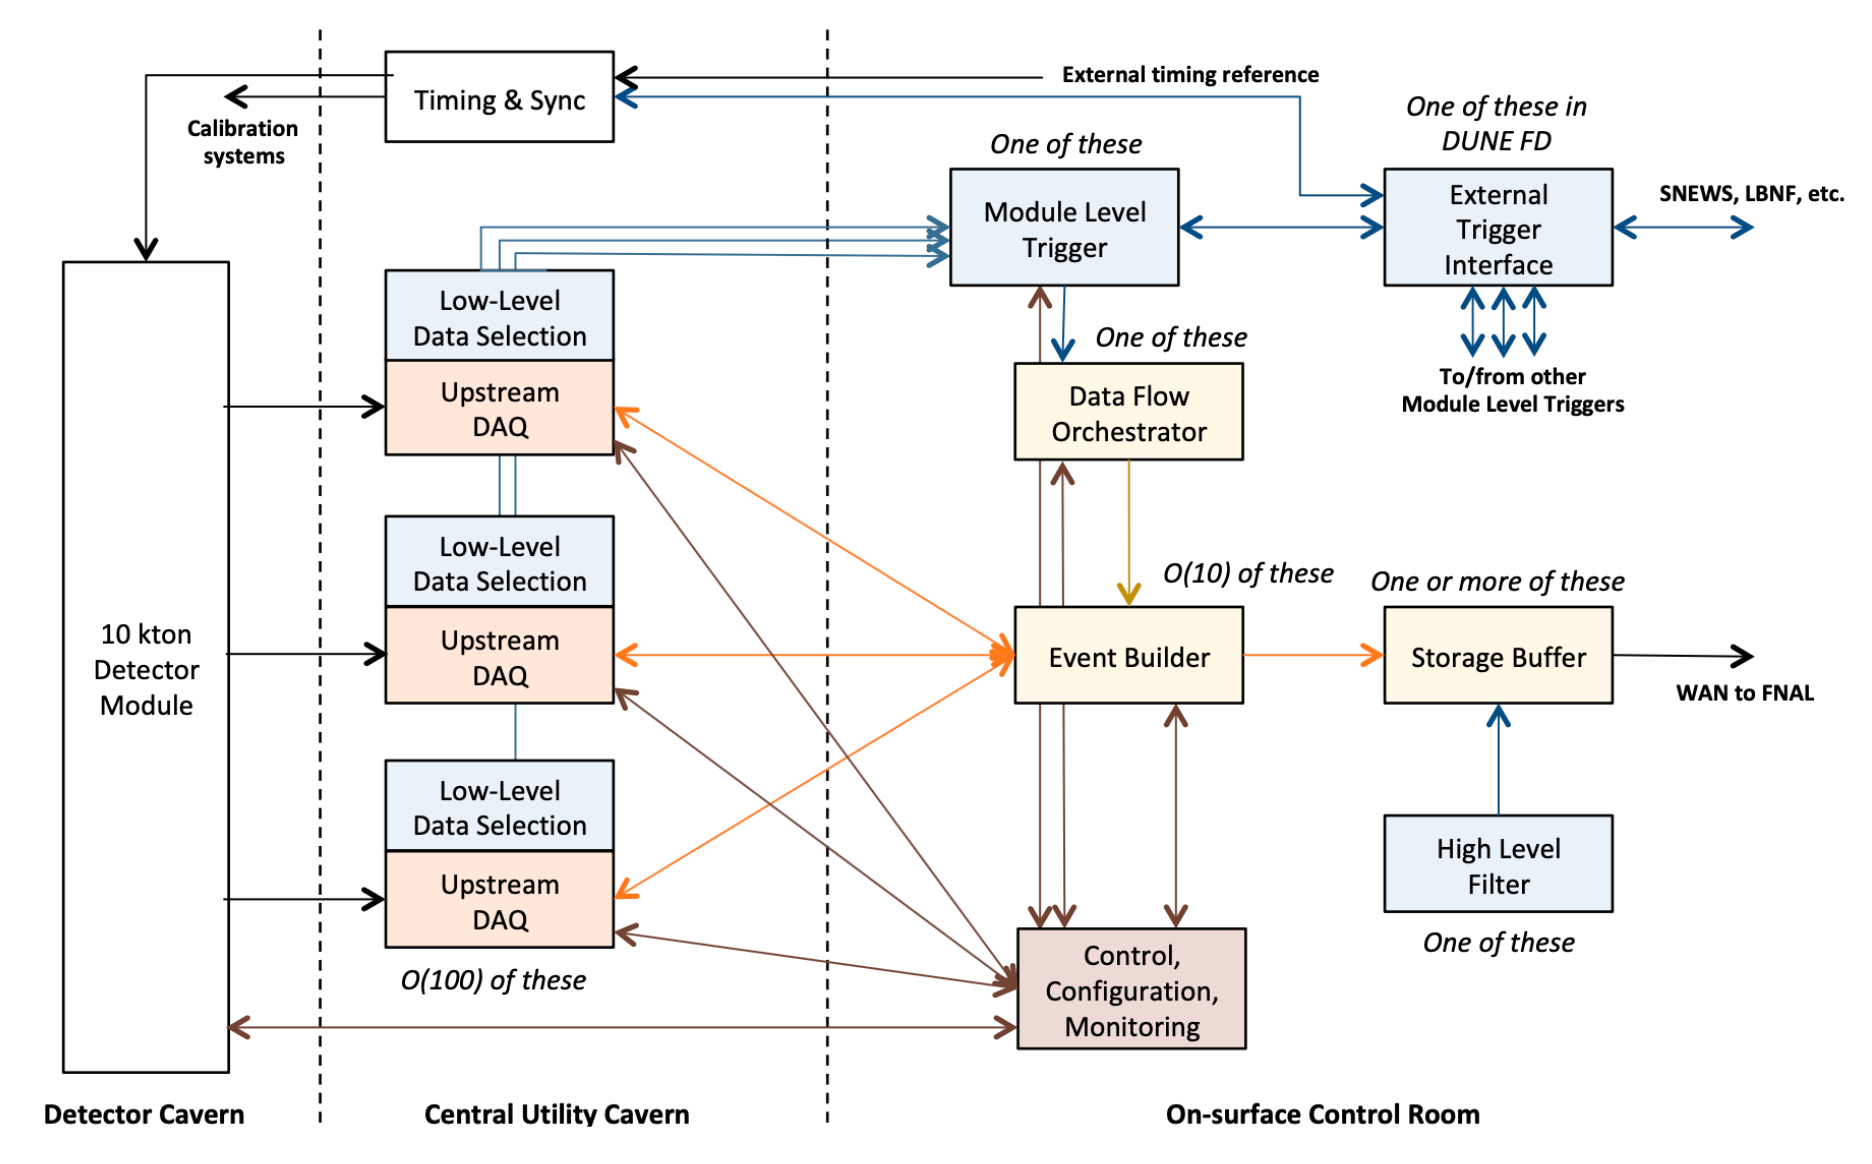 External timing reference
Timing & Sync
Calibration
systems
One of these in
DUNE FD
One of these
Module Level
Trigger
External
Trigger
Interface
SNEWS, LBNF, etc.
Low-Level
Data Selection
Upstream
DAQ
One of these
Data Flow
Orchestrator
To/from other
Module Level Triggers
Low-Level
Data Selection
Upstream
DAQ
10 kton
Detector
Module
O(10) of these
Event Builder
One or more of these
Storage Buffer
WAN to FNAL
Low-Level
Data Selection
Upstream
DAQ
O(100) of these
High Level
Filter
One of these
Control,
Configuration,
Monitoring
Detector Cavern
Central Utility Cavern
On-surface Control Room